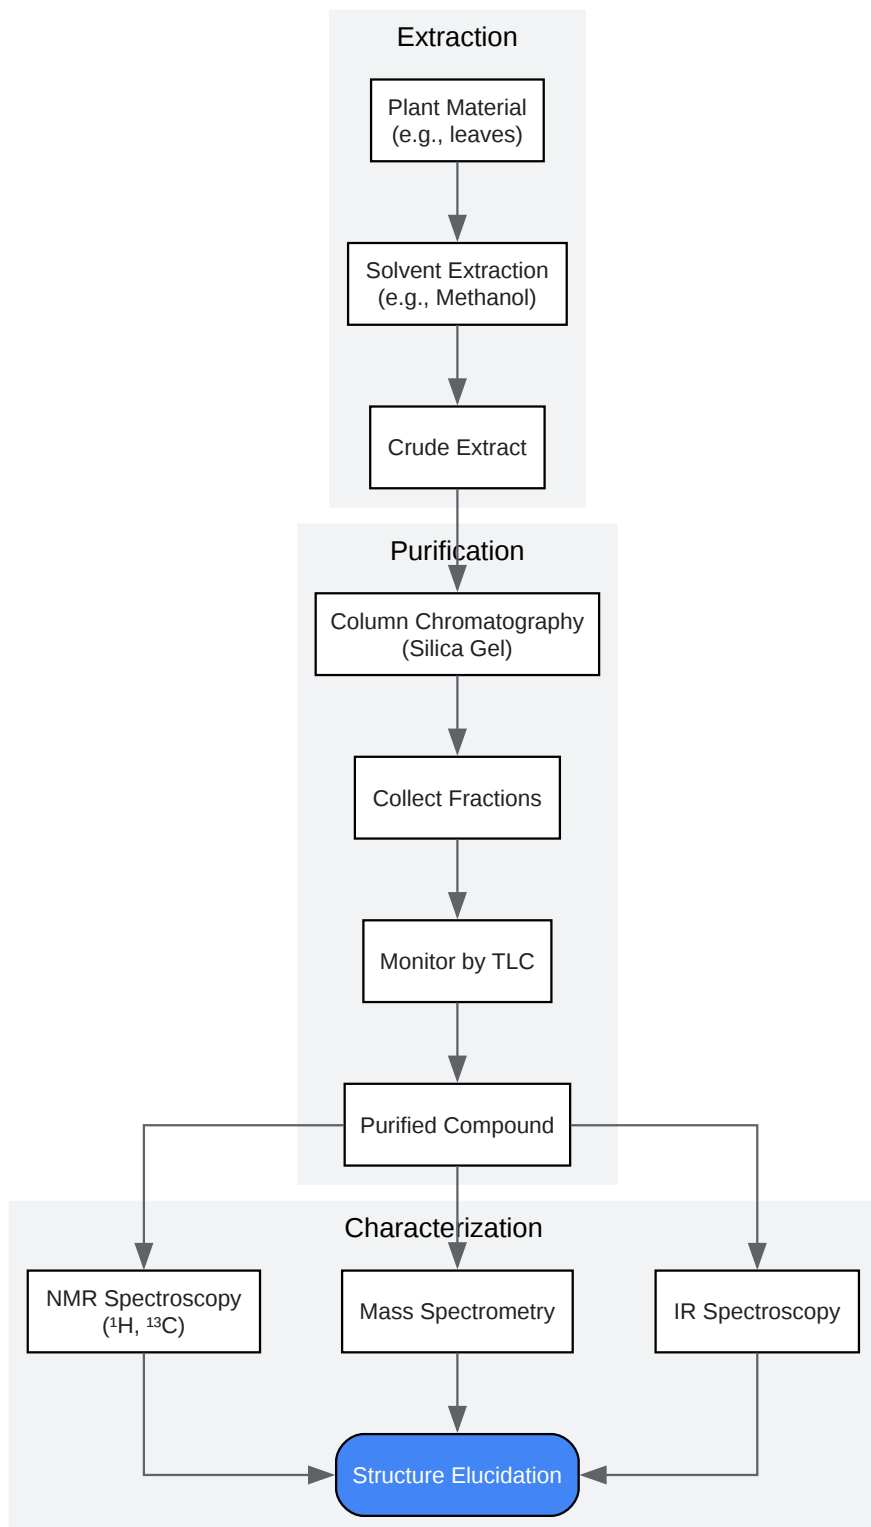 Extraction
Plant Material
(e.g., leaves)
Solvent Extraction
(e.g., Methanol)
Crude Extract
Purification
Column Chromatography
(Silica Gel)
Collect Fractions
Monitor by TLC
Purified Compound
Characterization
NMR Spectroscopy
(¹H, ¹³C)
Mass Spectrometry
IR Spectroscopy
Structure Elucidation